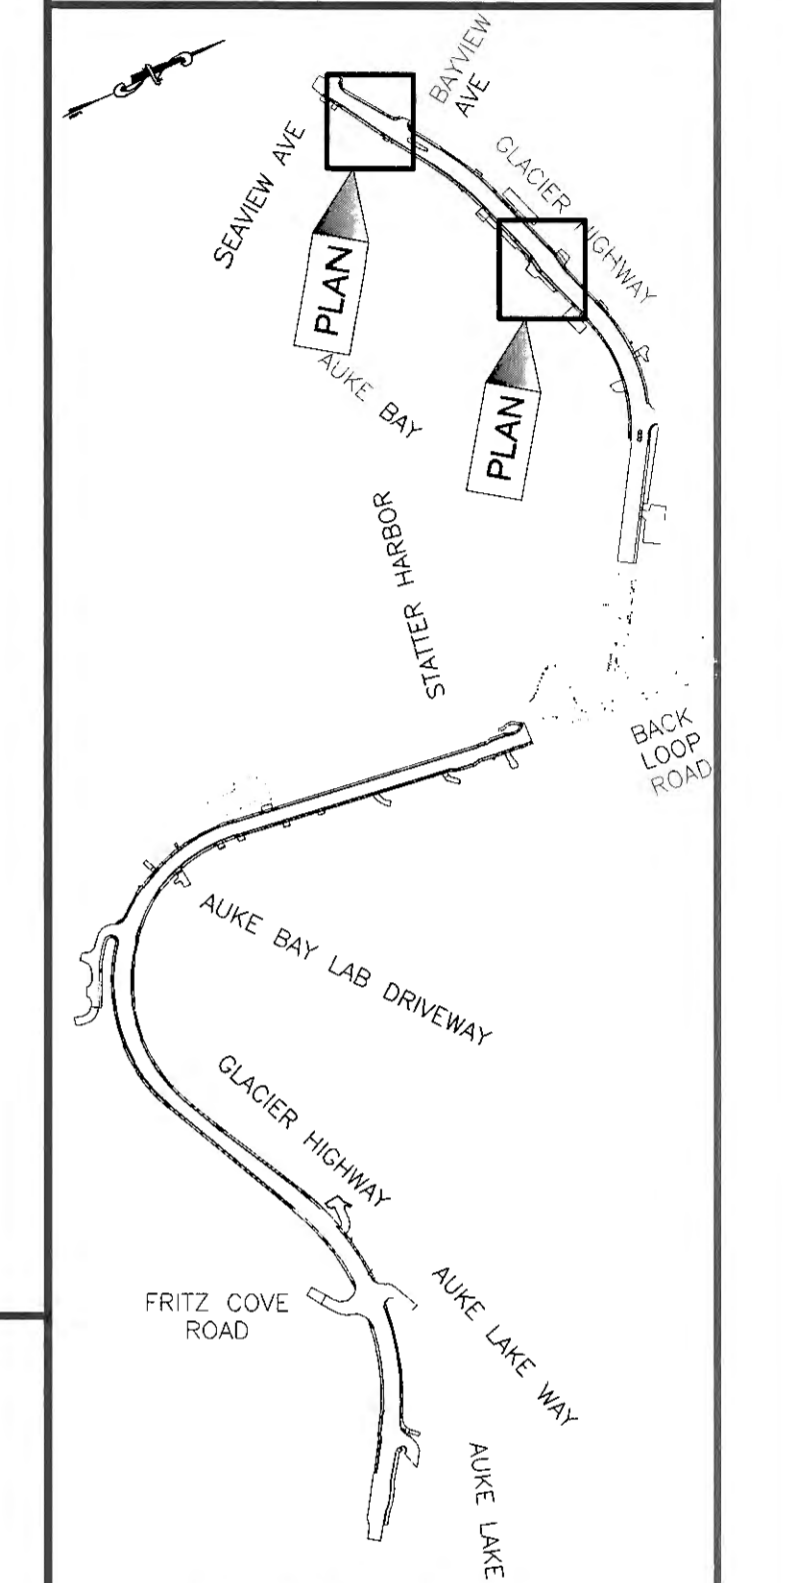 BAYVIEW
AVE
SEAVIEW AVE
GLACIER HIGHWAY
PLAN
AUKE BAY
PLAN
STATTER HARBOR
BACK
LOOP
ROAD
AUKE BAY LAB DRIVEWAY
GLACIER HIGHWAY
FRITZ COVE
ROAD
AUKE LAKE WAY
AUKE LAKE